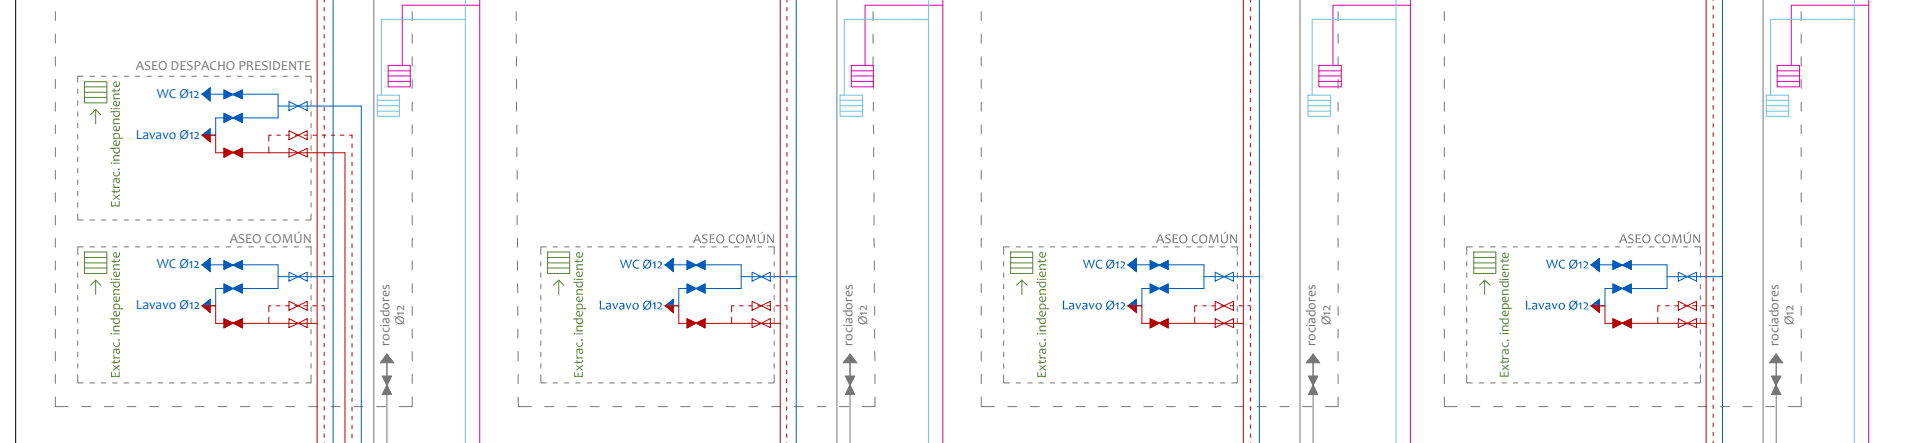 ASEO DESPACHO PRESIDENTE
WC Ø12
Lavavo Ø12
Extrac. independiente
ASEO COMÚN
WC Ø12
Lavavo Ø12
Extrac. independiente
rociadores
Ø12
ASEO COMÚN
WC Ø12
Lavavo Ø12
Extrac. independiente
rociadores
Ø12
ASEO COMÚN
WC Ø12
Lavavo Ø12
Extrac. independiente
rociadores
Ø12
ASEO COMÚN
WC Ø12
Lavavo Ø12
Extrac. independiente
rociadores
Ø12